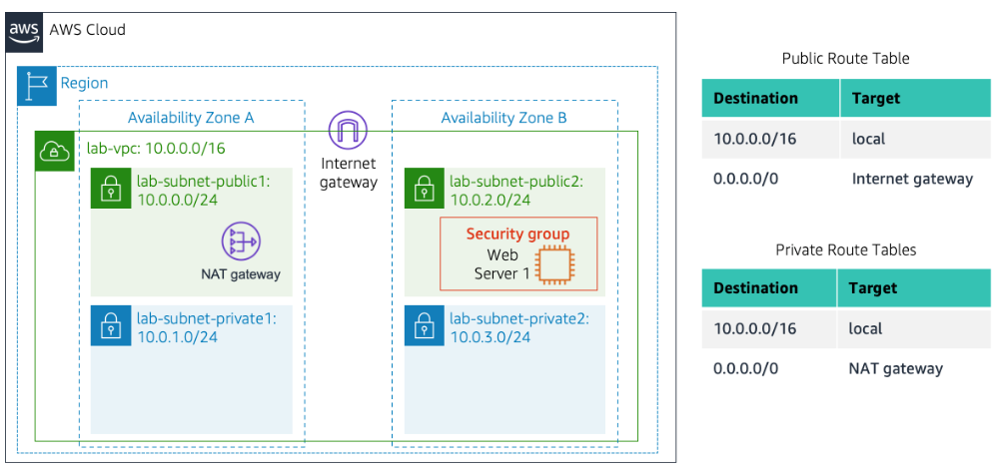 aws
AWS Cloud
Region
Availability Zone A
Availability Zone B
Internet
gateway
lab-vpc: 10.0.0.0/16
lab-subnet-public1:
10.0.0.0/24
NAT gateway
lab-subnet-public2:
10.0.2.0/24
Security group
Web
Server 1
lab-subnet-private1:
10.0.1.0/24
lab-subnet-private2:
10.0.3.0/24
Public Route Table
Destination Target
10.0.0.0/16 local
0.0.0.0/0 Internet gateway
Private Route Tables
Destination Target
10.0.0.0/16 local
0.0.0.0/0 NAT gateway